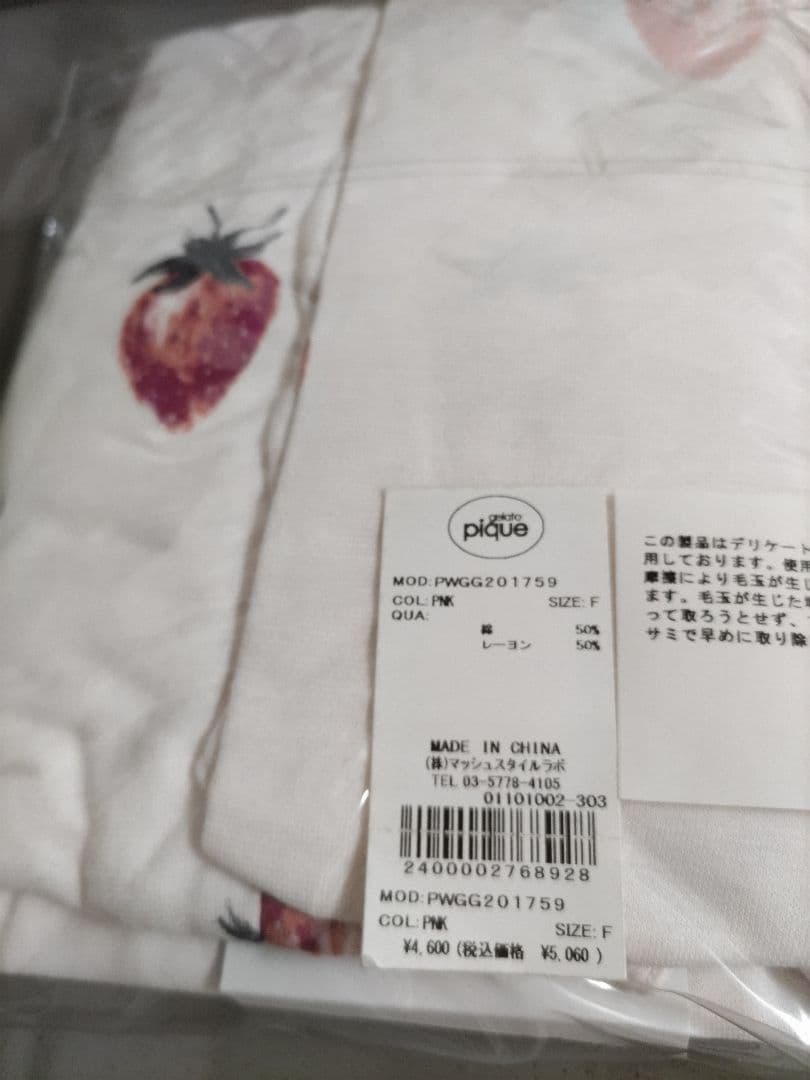 gelato
pique
MOD:PWGG201759
COL:PNK SIZE:F
QUA:
綿 50%
レーヨン 50%
MADE IN CHINA
(株)マッシュスタイルラボ
TEL 03-5778-4105
01101002-303
2400002768928
MOD:PWGG201759
COL:PNK SIZE:F
¥4,600 (税込価格 ¥5,060 )
この製品はデリケート
用しております。使用
摩擦により毛玉が生じ
ます。毛玉が生じた
って取ろうとせず、
サミで早めに取り除